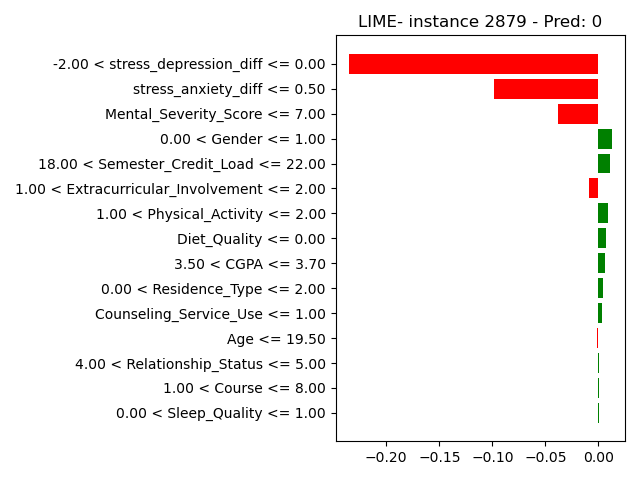 LIME- instance 2879 - Pred: 0
-2.00 < stress_depression_diff <= 0.00
stress_anxiety_diff <= 0.50
Mental_Severity_Score <= 7.00
0.00 < Gender <= 1.00
18.00 < Semester_Credit_Load <= 22.00
1.00 < Extracurricular_Involvement <= 2.00
1.00 < Physical_Activity <= 2.00
Diet_Quality <= 0.00
3.50 < CGPA <= 3.70
0.00 < Residence_Type <= 2.00
Counseling_Service_Use <= 1.00
Age <= 19.50
4.00 < Relationship_Status <= 5.00
1.00 < Course <= 8.00
0.00 < Sleep_Quality <= 1.00
−0.20 −0.15 −0.10 −0.05 0.00